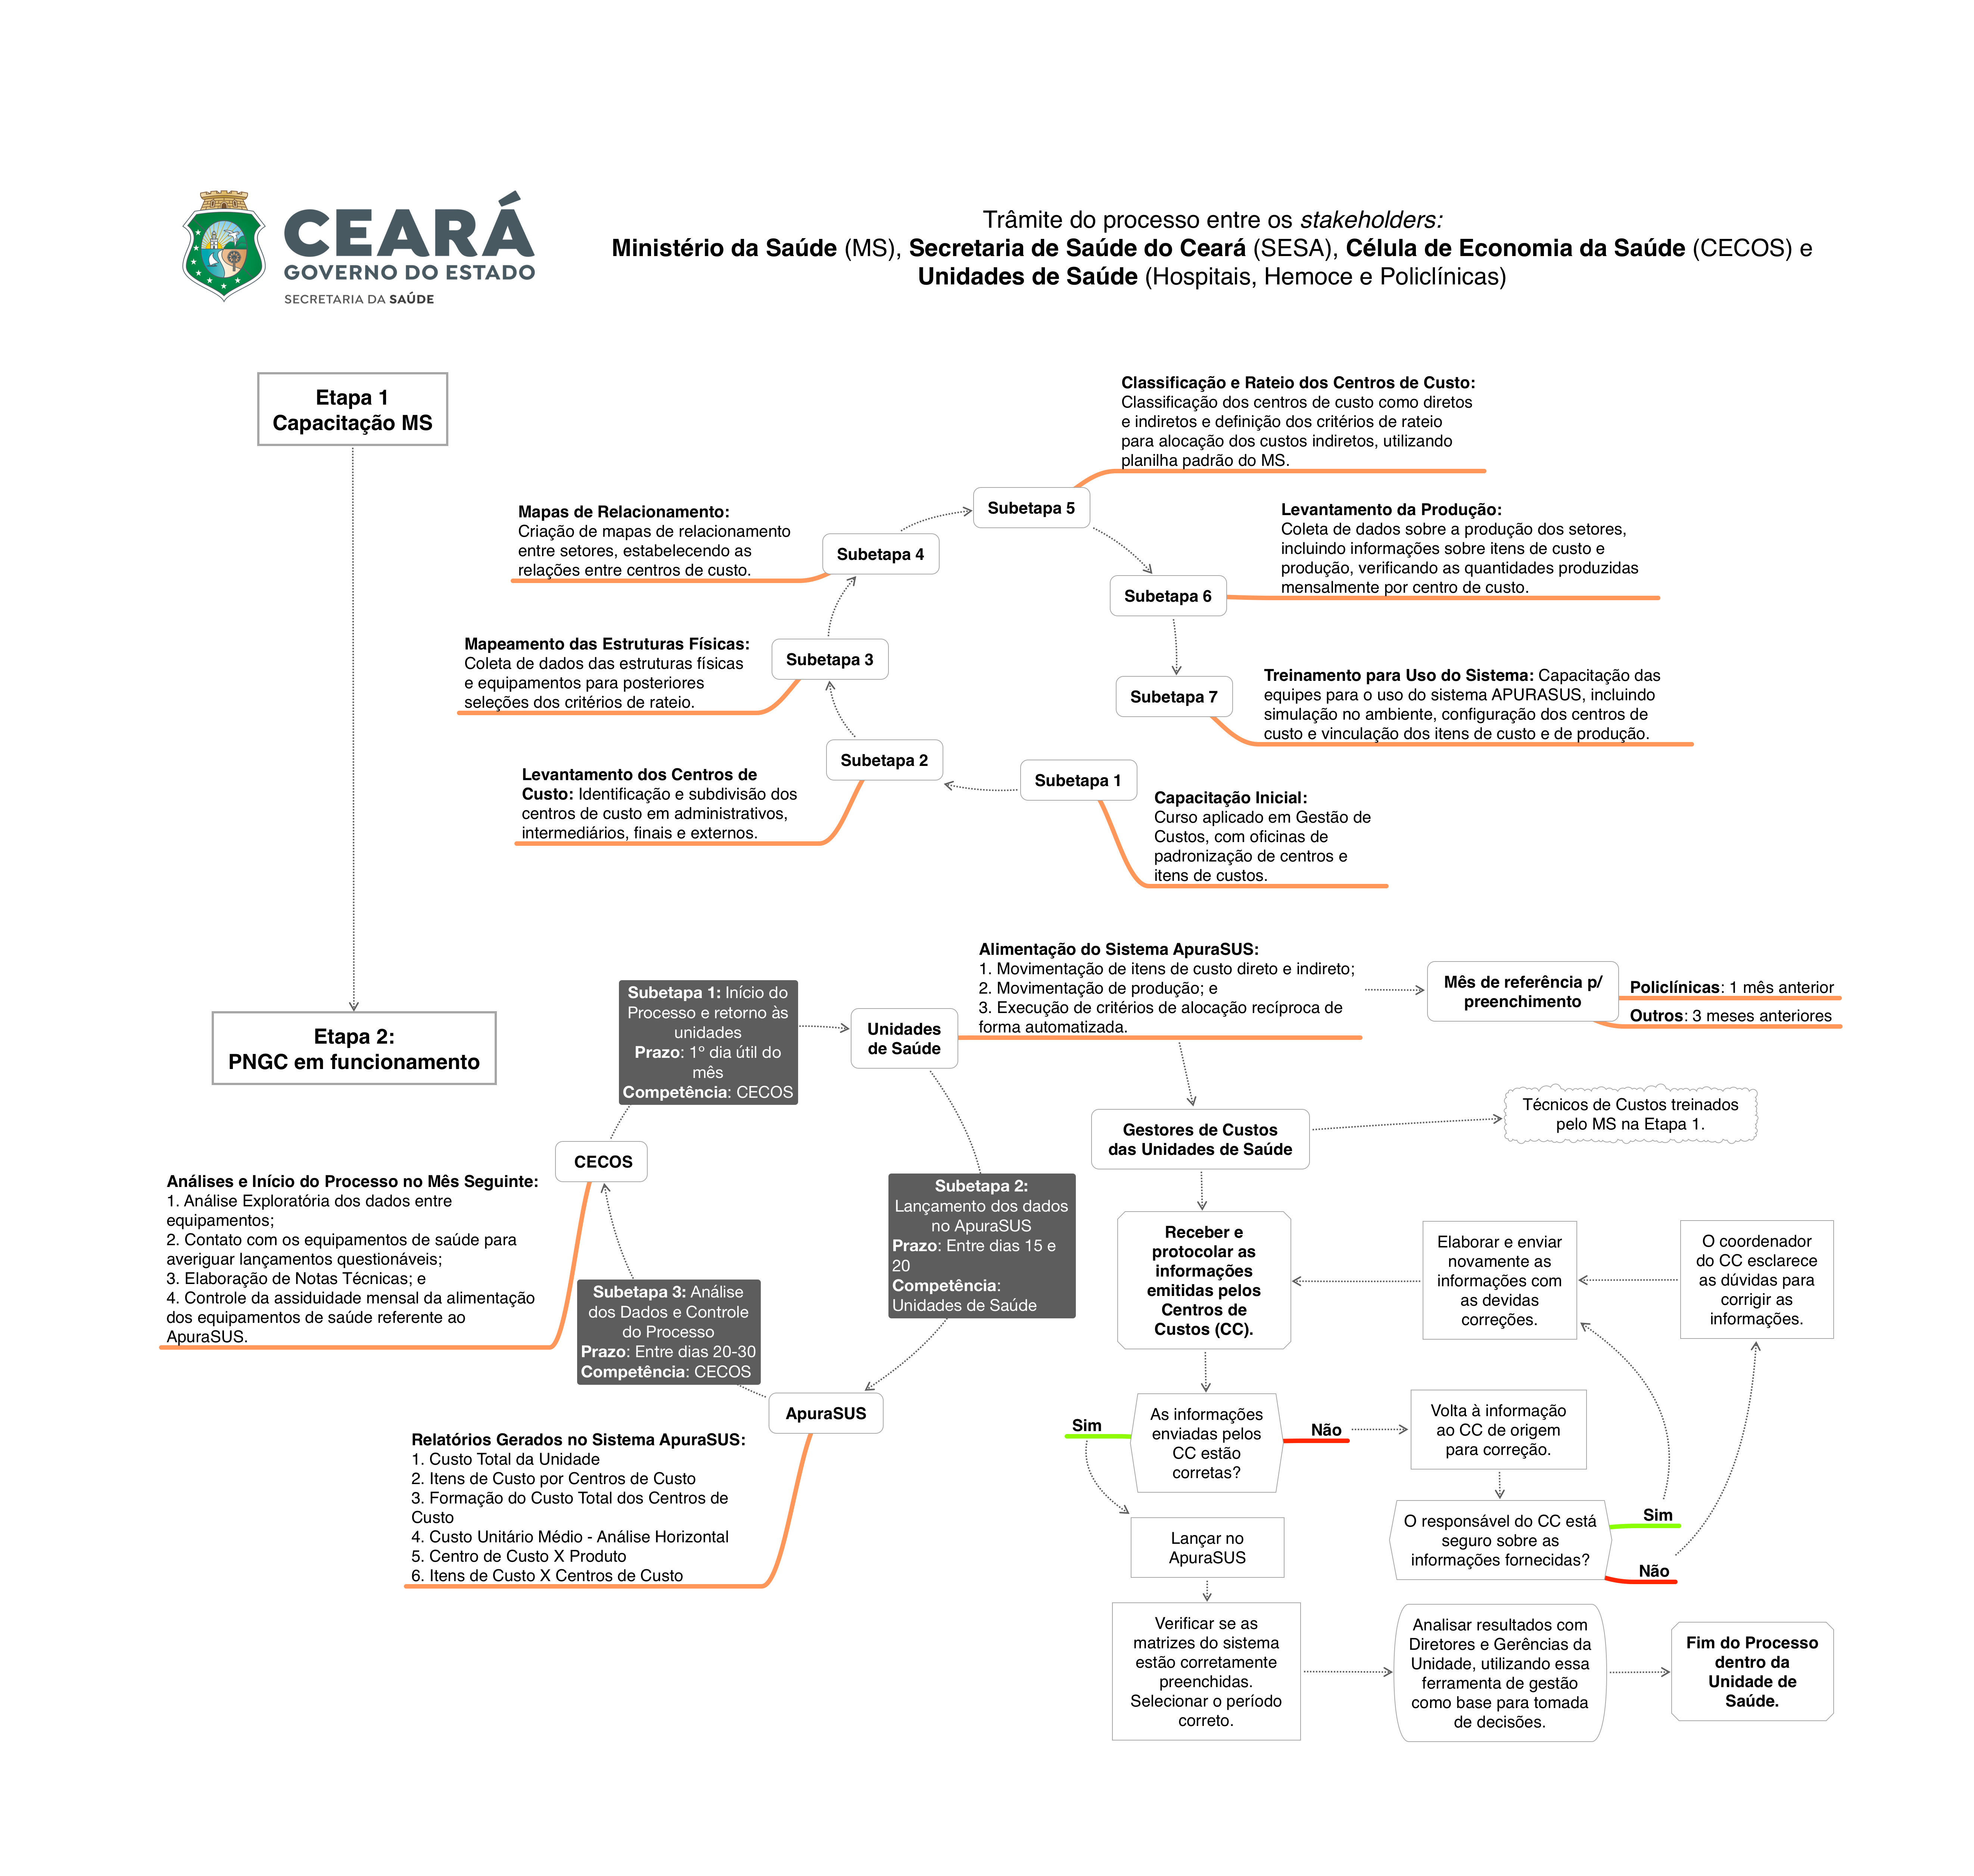 CEARÁ
GOVERNO DO ESTADO
SECRETARIA DA SAÚDE
Trâmite do processo entre os stakeholders:
Ministério da Saúde (MS), Secretaria de Saúde do Ceará (SESA), Célula de Economia da Saúde (CECOS) e
Unidades de Saúde (Hospitais, Hemoce e Policlínicas)
Etapa 1
Capacitação MS
Classificação e Rateio dos Centros de Custo:
Classificação dos centros de custo como diretos
e indiretos e definição dos critérios de rateio
para alocação dos custos indiretos, utilizando
planilha padrão do MS.
Subetapa 5
Mapas de Relacionamento:
Criação de mapas de relacionamento
entre setores, estabelecendo as
relações entre centros de custo.
Subetapa 4
Levantamento da Produção:
Coleta de dados sobre a produção dos setores,
incluindo informações sobre itens de custo e
produção, verificando as quantidades produzidas
mensalmente por centro de custo.
Subetapa 6
Mapeamento das Estruturas Físicas:
Coleta de dados das estruturas físicas
e equipamentos para posteriores
seleções dos critérios de rateio.
Subetapa 3
Subetapa 7
Treinamento para Uso do Sistema: Capacitação das
equipes para o uso do sistema APURASUS, incluindo
simulação no ambiente, configuração dos centros de
custo e vinculação dos itens de custo e de produção.
Levantamento dos Centros de
Custo: Identificação e subdivisão dos
centros de custo em administrativos,
intermediários, finais e externos.
Subetapa 2
Subetapa 1
Capacitação Inicial:
Curso aplicado em Gestão de
Custos, com oficinas de
padronização de centros e
itens de custos.
Etapa 2:
PNGC em funcionamento
Subetapa 1: Início do
Processo e retorno às
unidades
Prazo: 1º dia útil do
mês
Competência: CECOS
Unidades
de Saúde
Alimentação do Sistema ApuraSUS:
1. Movimentação de itens de custo direto e indireto;
2. Movimentação de produção; e
3. Execução de critérios de alocação recíproca de
forma automatizada.
Mês de referência p/
preenchimento
Policlínicas: 1 mês anterior
Outros: 3 meses anteriores
Gestores de Custos
das Unidades de Saúde
Técnicos de Custos treinados
pelo MS na Etapa 1.
CECOS
Análises e Início do Processo no Mês Seguinte:
1. Análise Exploratória dos dados entre
equipamentos;
2. Contato com os equipamentos de saúde para
averiguar lançamentos questionáveis;
3. Elaboração de Notas Técnicas; e
4. Controle da assiduidade mensal da alimentação
dos equipamentos de saúde referente ao
ApuraSUS.
Subetapa 2:
Lançamento dos dados
no ApuraSUS
Prazo: Entre dias 15 e
20
Competência:
Unidades de Saúde
Subetapa 3: Análise
dos Dados e Controle
do Processo
Prazo: Entre dias 20-30
Competência: CECOS
ApuraSUS
Relatórios Gerados no Sistema ApuraSUS:
1. Custo Total da Unidade
2. Itens de Custo por Centros de Custo
3. Formação do Custo Total dos Centros de
Custo
4. Custo Unitário Médio - Análise Horizontal
5. Centro de Custo X Produto
6. Itens de Custo X Centros de Custo
Receber e
protocolar as
informações
emitidas pelos
Centros de
Custos (CC).
Elaborar e enviar
novamente as
informações com
as devidas
correções.
O coordenador
do CC esclarece
as dúvidas para
corrigir as
informações.
Sim
As informações
enviadas pelos
CC estão
corretas?
Não
Volta à informação
ao CC de origem
para correção.
O responsável do CC está
seguro sobre as
informações fornecidas?
Sim
Não
Lançar no
ApuraSUS
Verificar se as
matrizes do sistema
estão corretamente
preenchidas.
Selecionar o período
correto.
Analisar resultados com
Diretores e Gerências da
Unidade, utilizando essa
ferramenta de gestão
como base para tomada
de decisões.
Fim do Processo
dentro da
Unidade de
Saúde.